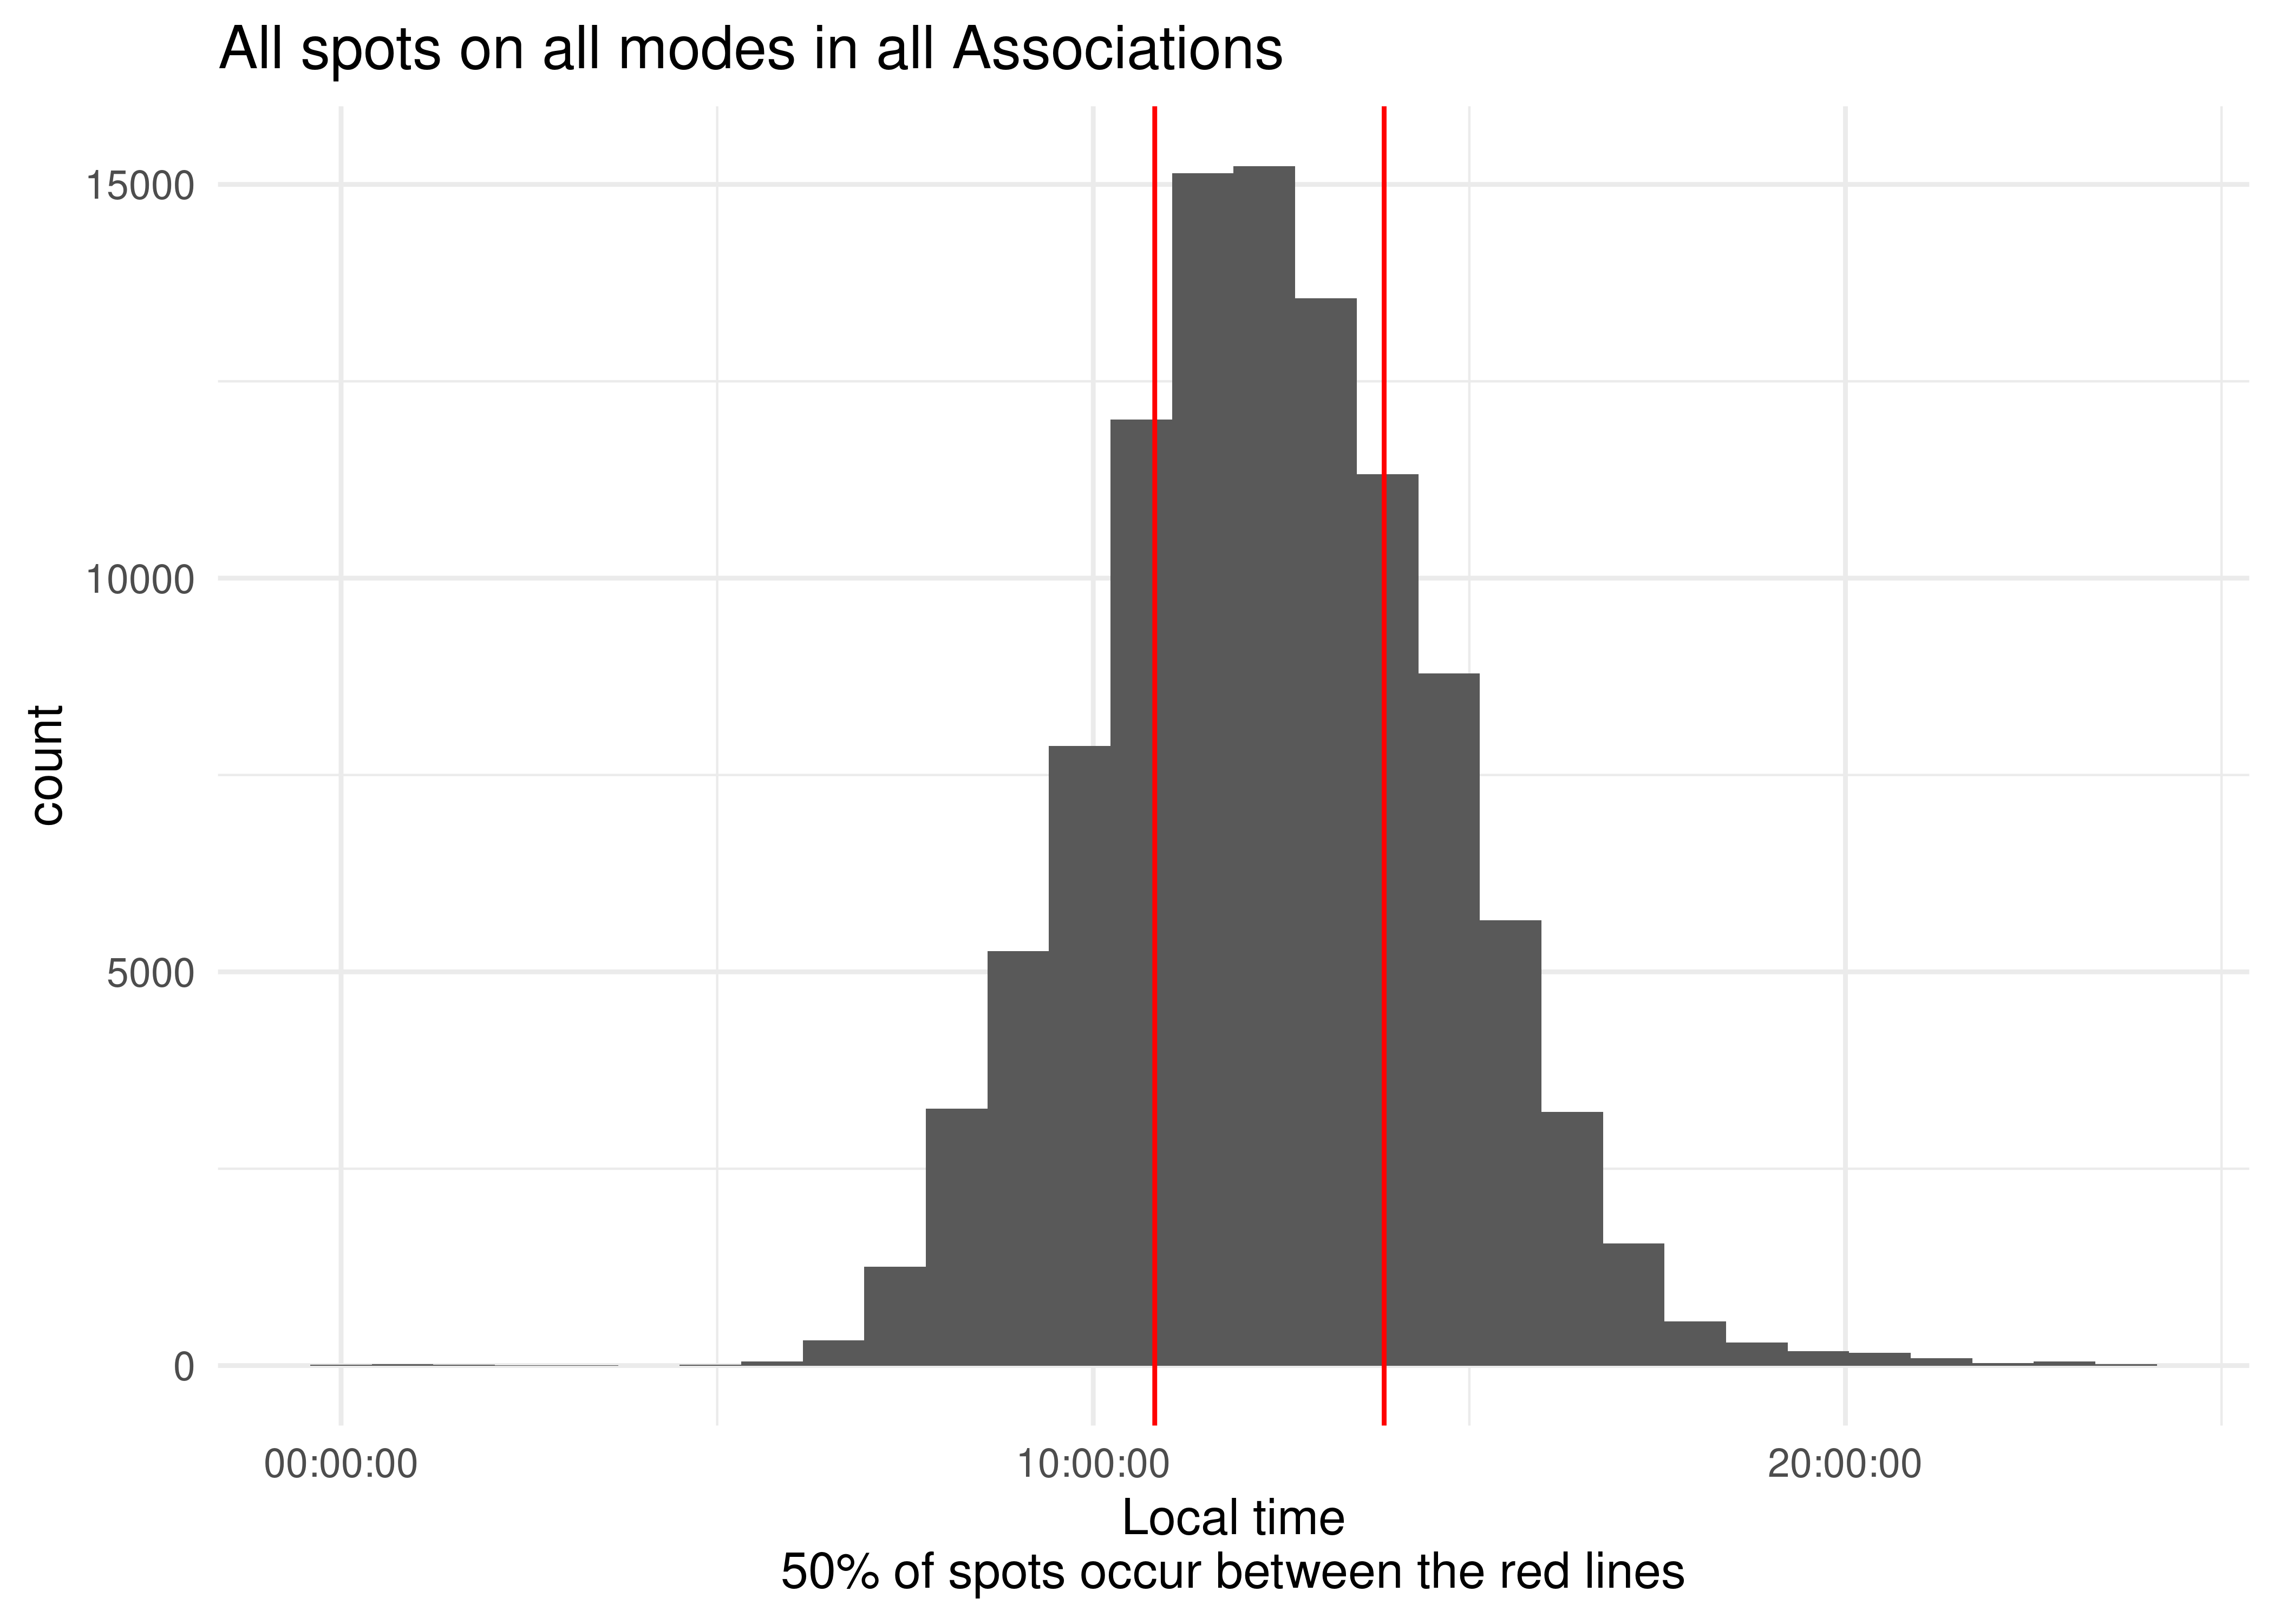 All spots on all modes in all Associations
15000
10000
5000
0
count
00:00:00
10:00:00
20:00:00
Local time
50% of spots occur between the red lines